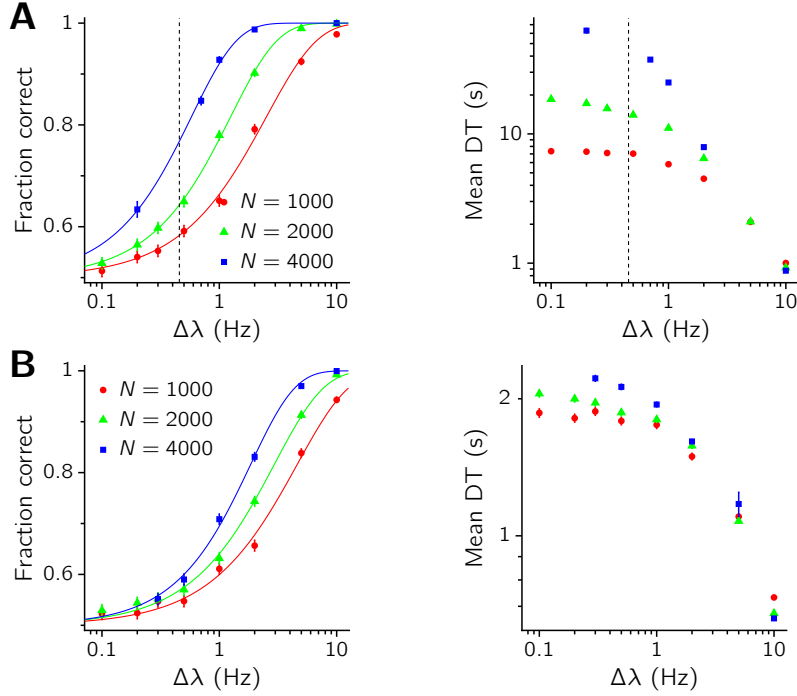 A
Fraction correct
1
0.8
0.6
0.1
1
10
Δλ (Hz)
N = 1000
N = 2000
N = 4000
Mean DT (s)
10
1
0.1
1
10
Δλ (Hz)
B
Fraction correct
1
0.8
0.6
0.1
1
10
Δλ (Hz)
N = 1000
N = 2000
N = 4000
Mean DT (s)
2
1
0.1
1
10
Δλ (Hz)